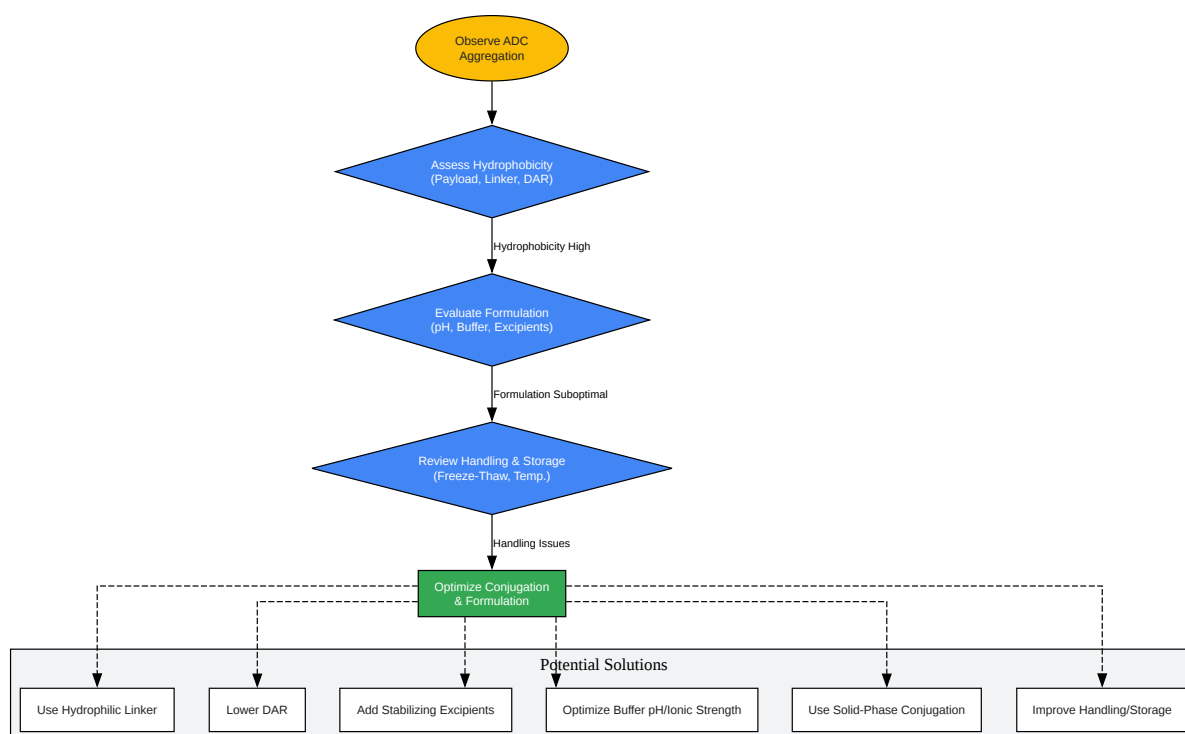 Observe ADC
Aggregation
Assess Hydrophobicity
(Payload, Linker, DAR)
Hydrophobicity High
Evaluate Formulation
(pH, Buffer, Excipients)
Formulation Suboptimal
Review Handling & Storage
(Freeze-Thaw, Temp.)
Handling Issues
Optimize Conjugation
& Formulation
Potential Solutions
Use Hydrophilic Linker
Lower DAR
Add Stabilizing Excipients
Optimize Buffer pH/Ionic Strength
Use Solid-Phase Conjugation
Improve Handling/Storage